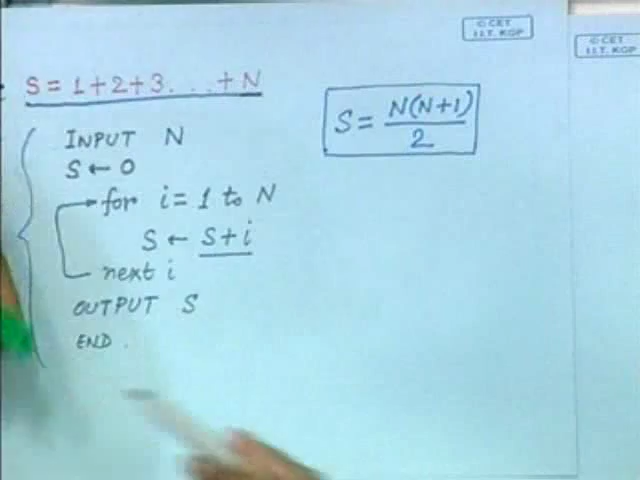 © CET
I.I.T. KGP
© CET
I.I.T. KGP
S = 1+2+3 . . . + N
S = N(N+1)/2
INPUT N
S ← 0
for i = 1 to N
S ← S + i
next i
OUTPUT S
END .